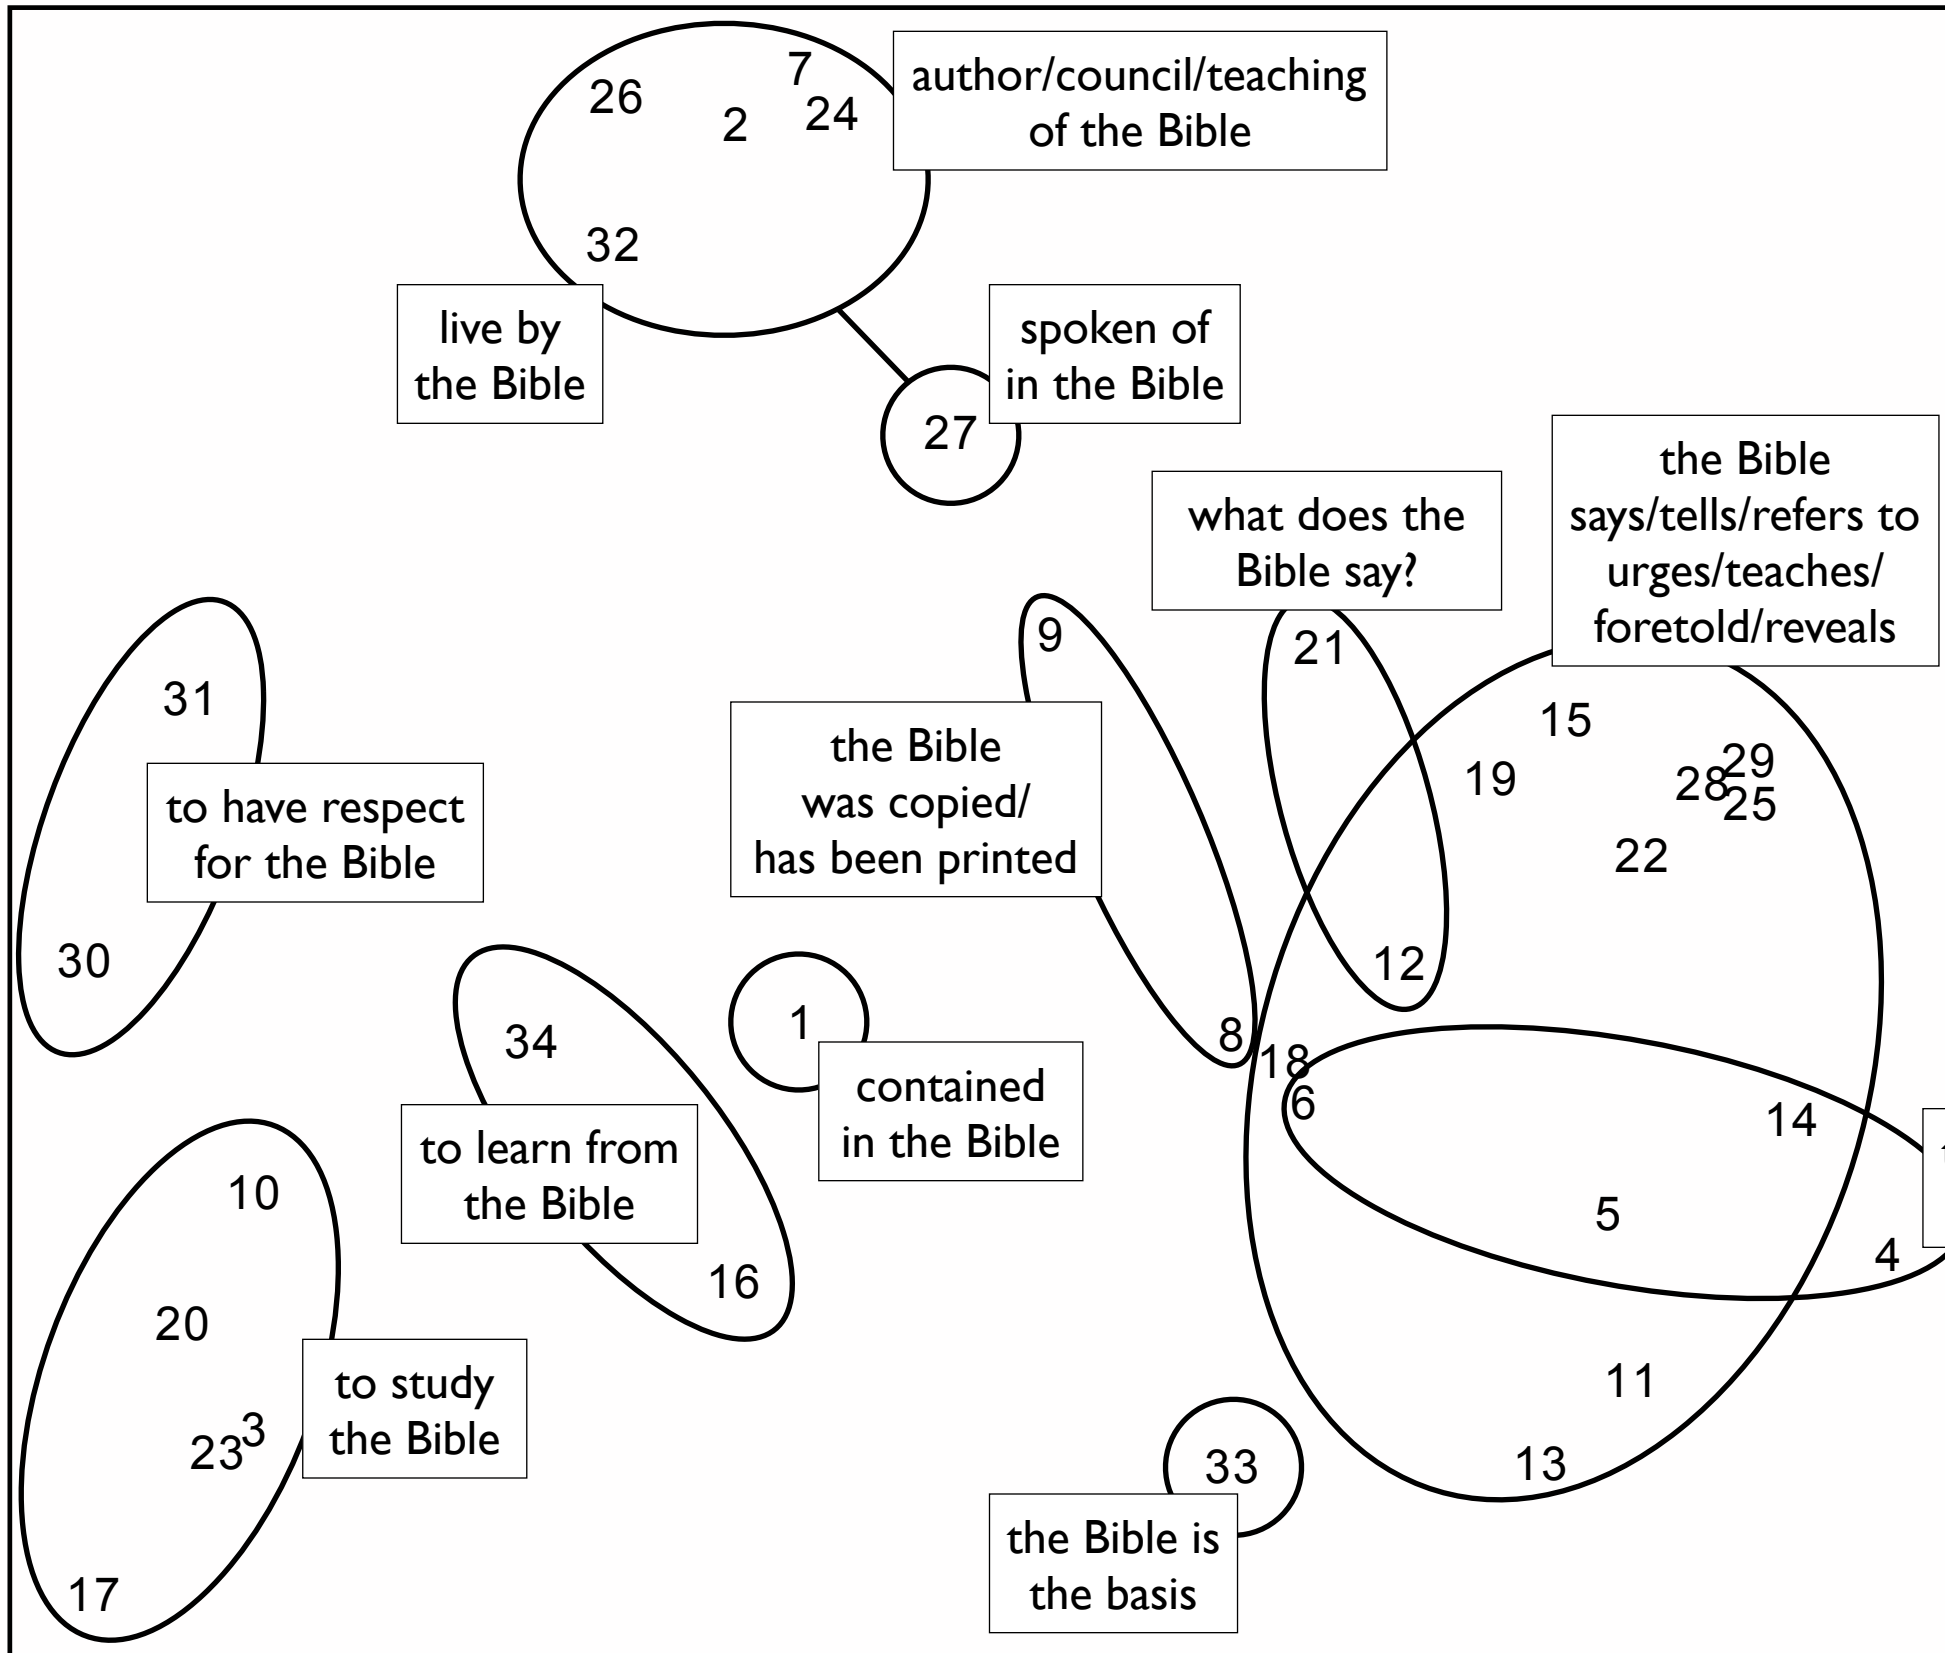 7
26
2
24
author/council/teaching
of the Bible
32
live by
the Bible
spoken of
in the Bible
27
the Bible
says/tells/refers to
urges/teaches/
foretold/reveals
what does the
Bible say?
31
9
21
15
19
29
28
25
22
to have respect
for the Bible
the Bible
was copied/
has been printed
30
12
34
1
8
18
6
contained
in the Bible
14
to learn from
the Bible
10
5
4
16
20
to study
the Bible
3
23
11
13
33
17
the Bible is
the basis